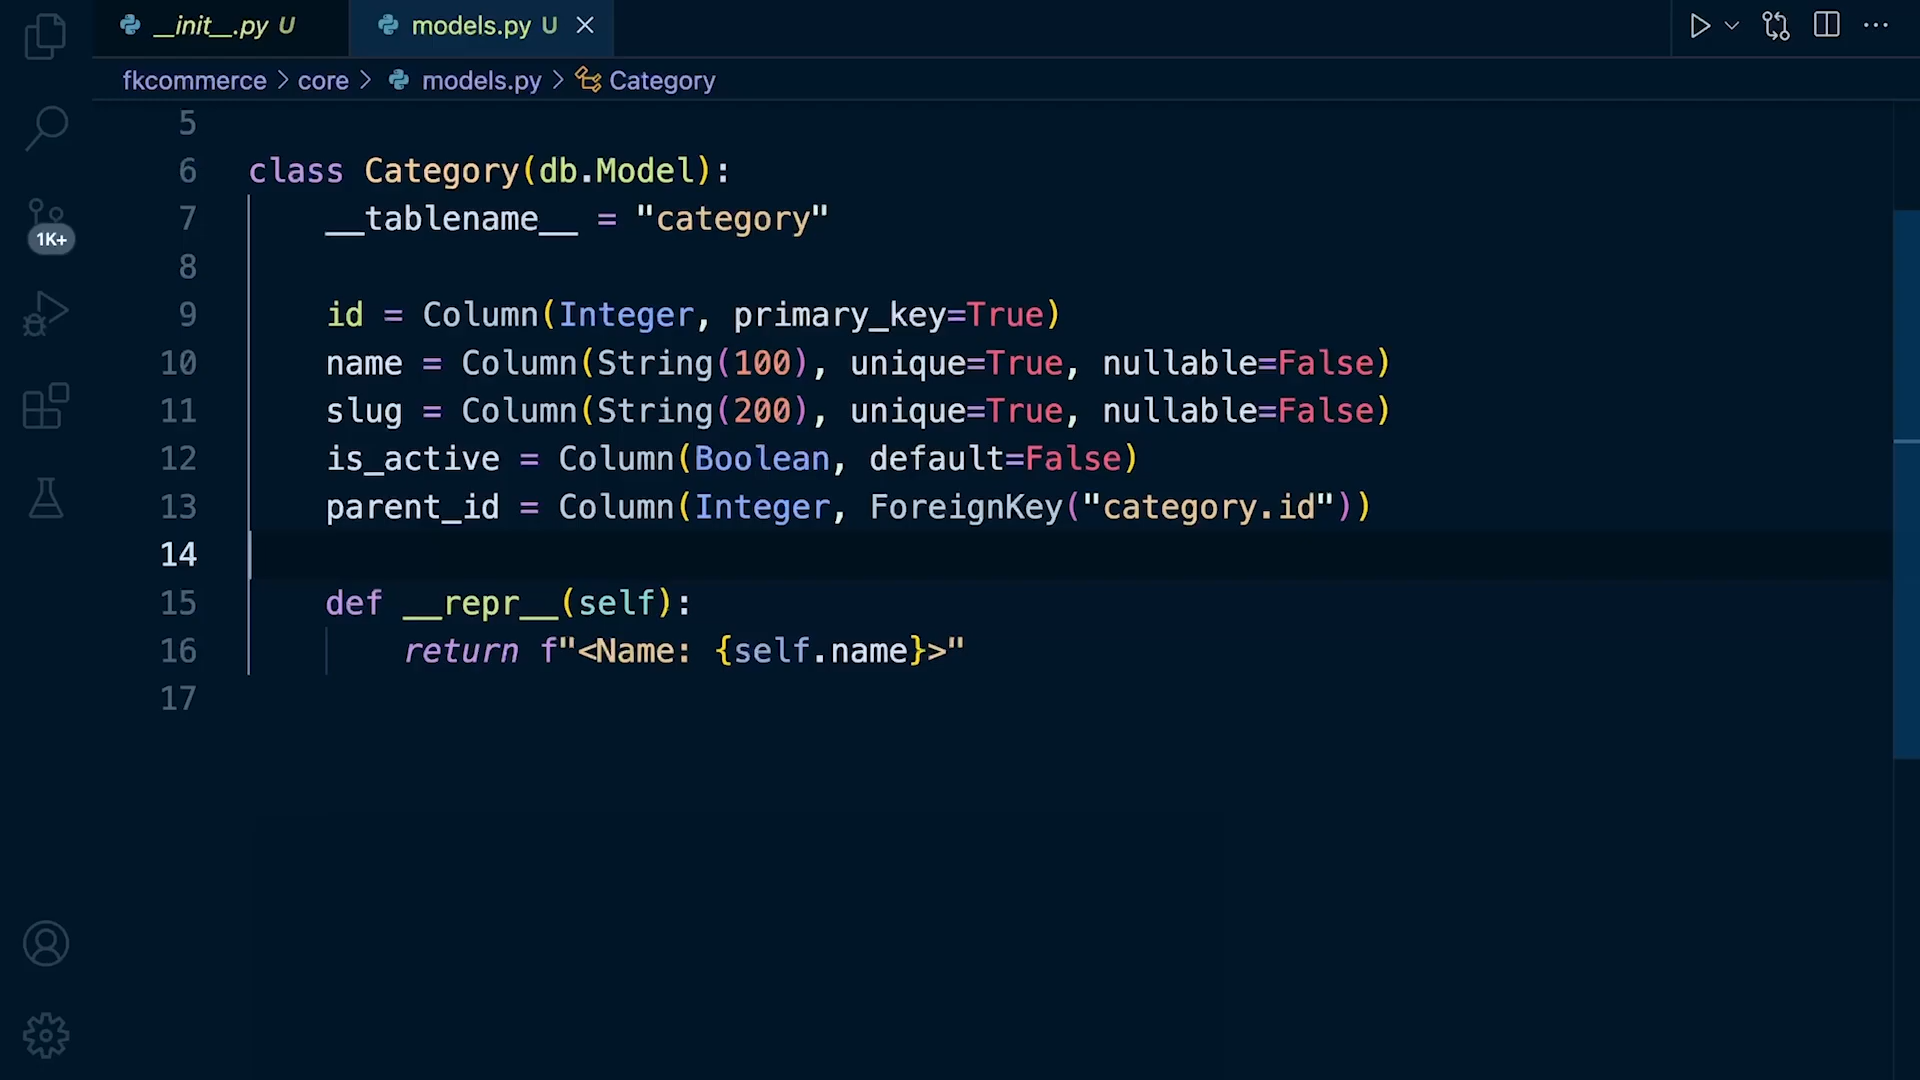 __init__.py U
models.py U
fkcommerce > core > models.py > Category
5
6 class Category(db.Model):
7     __tablename__ = "category"
8
9     id = Column(Integer, primary_key=True)
10     name = Column(String(100), unique=True, nullable=False)
11     slug = Column(String(200), unique=True, nullable=False)
12     is_active = Column(Boolean, default=False)
13     parent_id = Column(Integer, ForeignKey("category.id"))
14
15     def __repr__(self):
16         return f"<Name: {self.name}>"
17
1K+